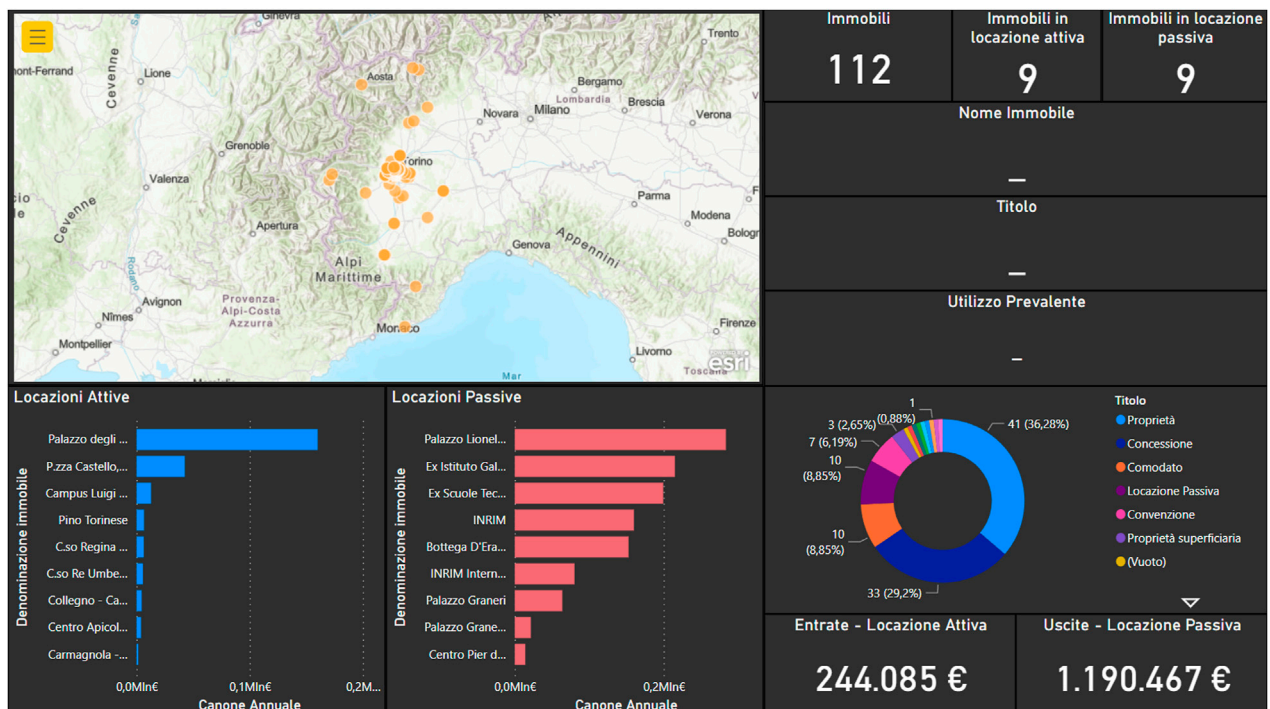 Ginevra
Trento
ont-Ferrand
Cevenne
Lione
Aosta
Bergamo
Lombardia
Novara
Milano
Brescia
Verona
Grenoble
orino
Valenza
Parma
Cevenne
Apertura
Modena
Bologr
Genova
Appennini
Alpi
Marittime
Rodano
Avignon
Provenza-
Alpi-Costa
Azzurra
Nîmes
Monaco
Firenze
Montpellier
Livorno
esri
Mar
Immobili
112
Immobili in
locazione attiva
9
Immobili in locazione
passiva
9
Nome Immobile
—
Titolo
—
Utilizzo Prevalente
–
Locazioni Attive
Denominazione immobile
Palazzo degli ...
P.zza Castello,...
Campus Luigi ...
Pino Torinese
C.so Regina ...
C.so Re Umbe...
Collegno - Ca...
Centro Apicol...
Carmagnola -...
0,0Mln€ 0,1Mln€ 0,2M...
Canone Annuale
Locazioni Passive
Denominazione immobile
Palazzo Lionel...
Ex Istituto Gal...
Ex Scuole Tec...
INRIM
Bottega D'Era...
INRIM Intern...
Palazzo Graneri
Palazzo Grane...
Centro Pier d...
0,0Mln€ 0,2Mln€
Canone Annuale
1
(0,88%)
3 (2,65%)
7 (6,19%)
10
(8,85%)
10
(8,85%)
33 (29,2%)
41 (36,28%)
Titolo
Proprietà
Concessione
Comodato
Locazione Passiva
Convenzione
Proprietà superficiaria
(Vuoto)
Entrate - Locazione Attiva
244.085 €
Uscite - Locazione Passiva
1.190.467 €